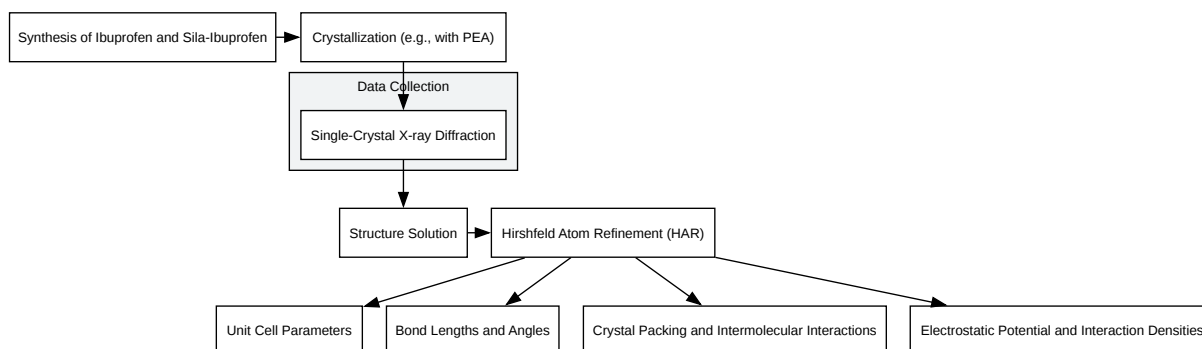 Synthesis of Ibuprofen and Sila-Ibuprofen
Crystallization (e.g., with PEA)
Data Collection
Single-Crystal X-ray Diffraction
Structure Solution
Hirshfeld Atom Refinement (HAR)
Unit Cell Parameters
Bond Lengths and Angles
Crystal Packing and Intermolecular Interactions
Electrostatic Potential and Interaction Densities